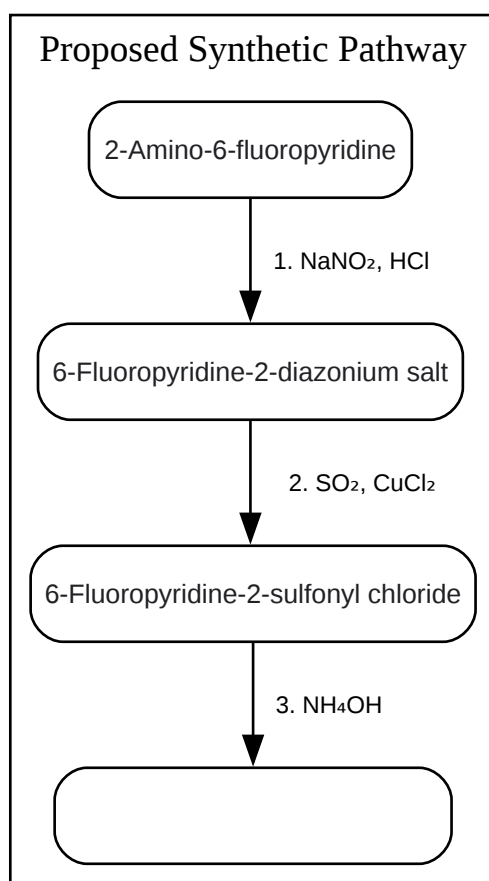 Proposed Synthetic Pathway
2-Amino-6-fluoropyridine
1. NaNO₂, HCl
6-Fluoropyridine-2-diazonium salt
2. SO₂, CuCl₂
6-Fluoropyridine-2-sulfonyl chloride
3. NH₄OH